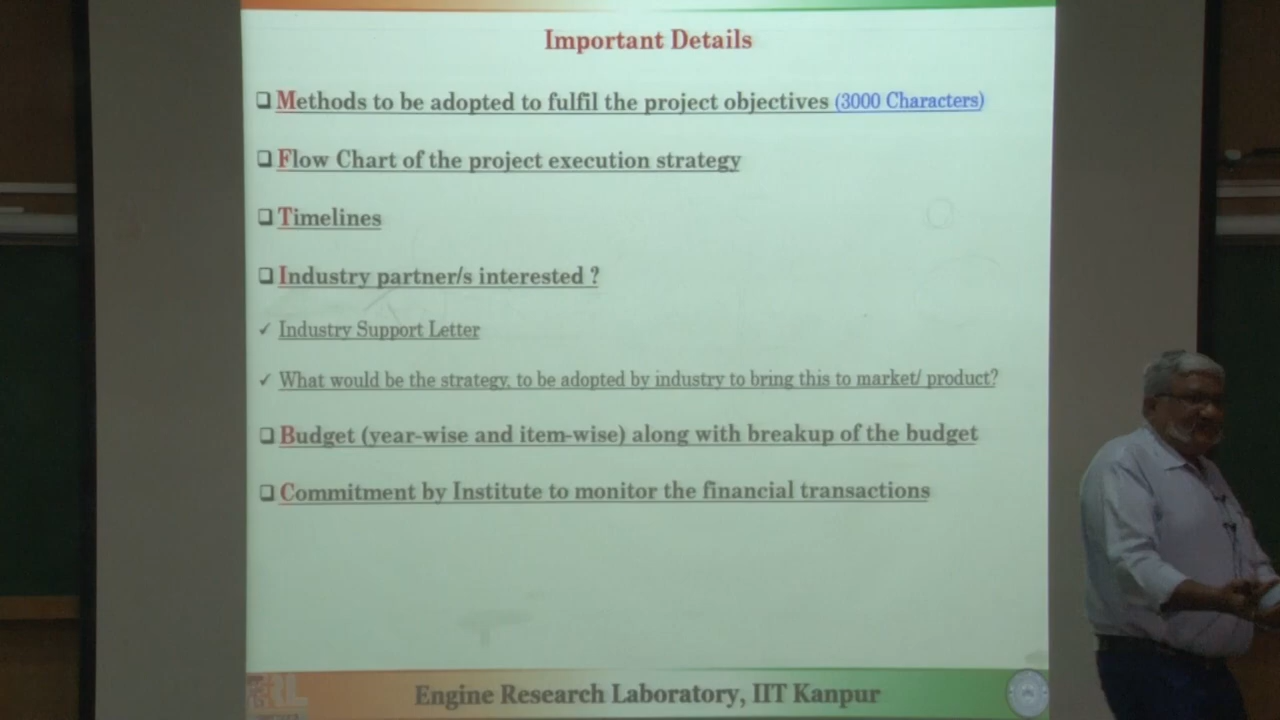 Important Details
❑ Methods to be adopted to fulfil the project objectives (3000 Characters)
❑ Flow Chart of the project execution strategy
❑ Timelines
❑ Industry partner/s interested ?
✓ Industry Support Letter
✓ What would be the strategy, to be adopted by industry to bring this to market/ product?
❑ Budget (year-wise and item-wise) along with breakup of the budget
❑ Commitment by Institute to monitor the financial transactions
Engine Research Laboratory, IIT Kanpur